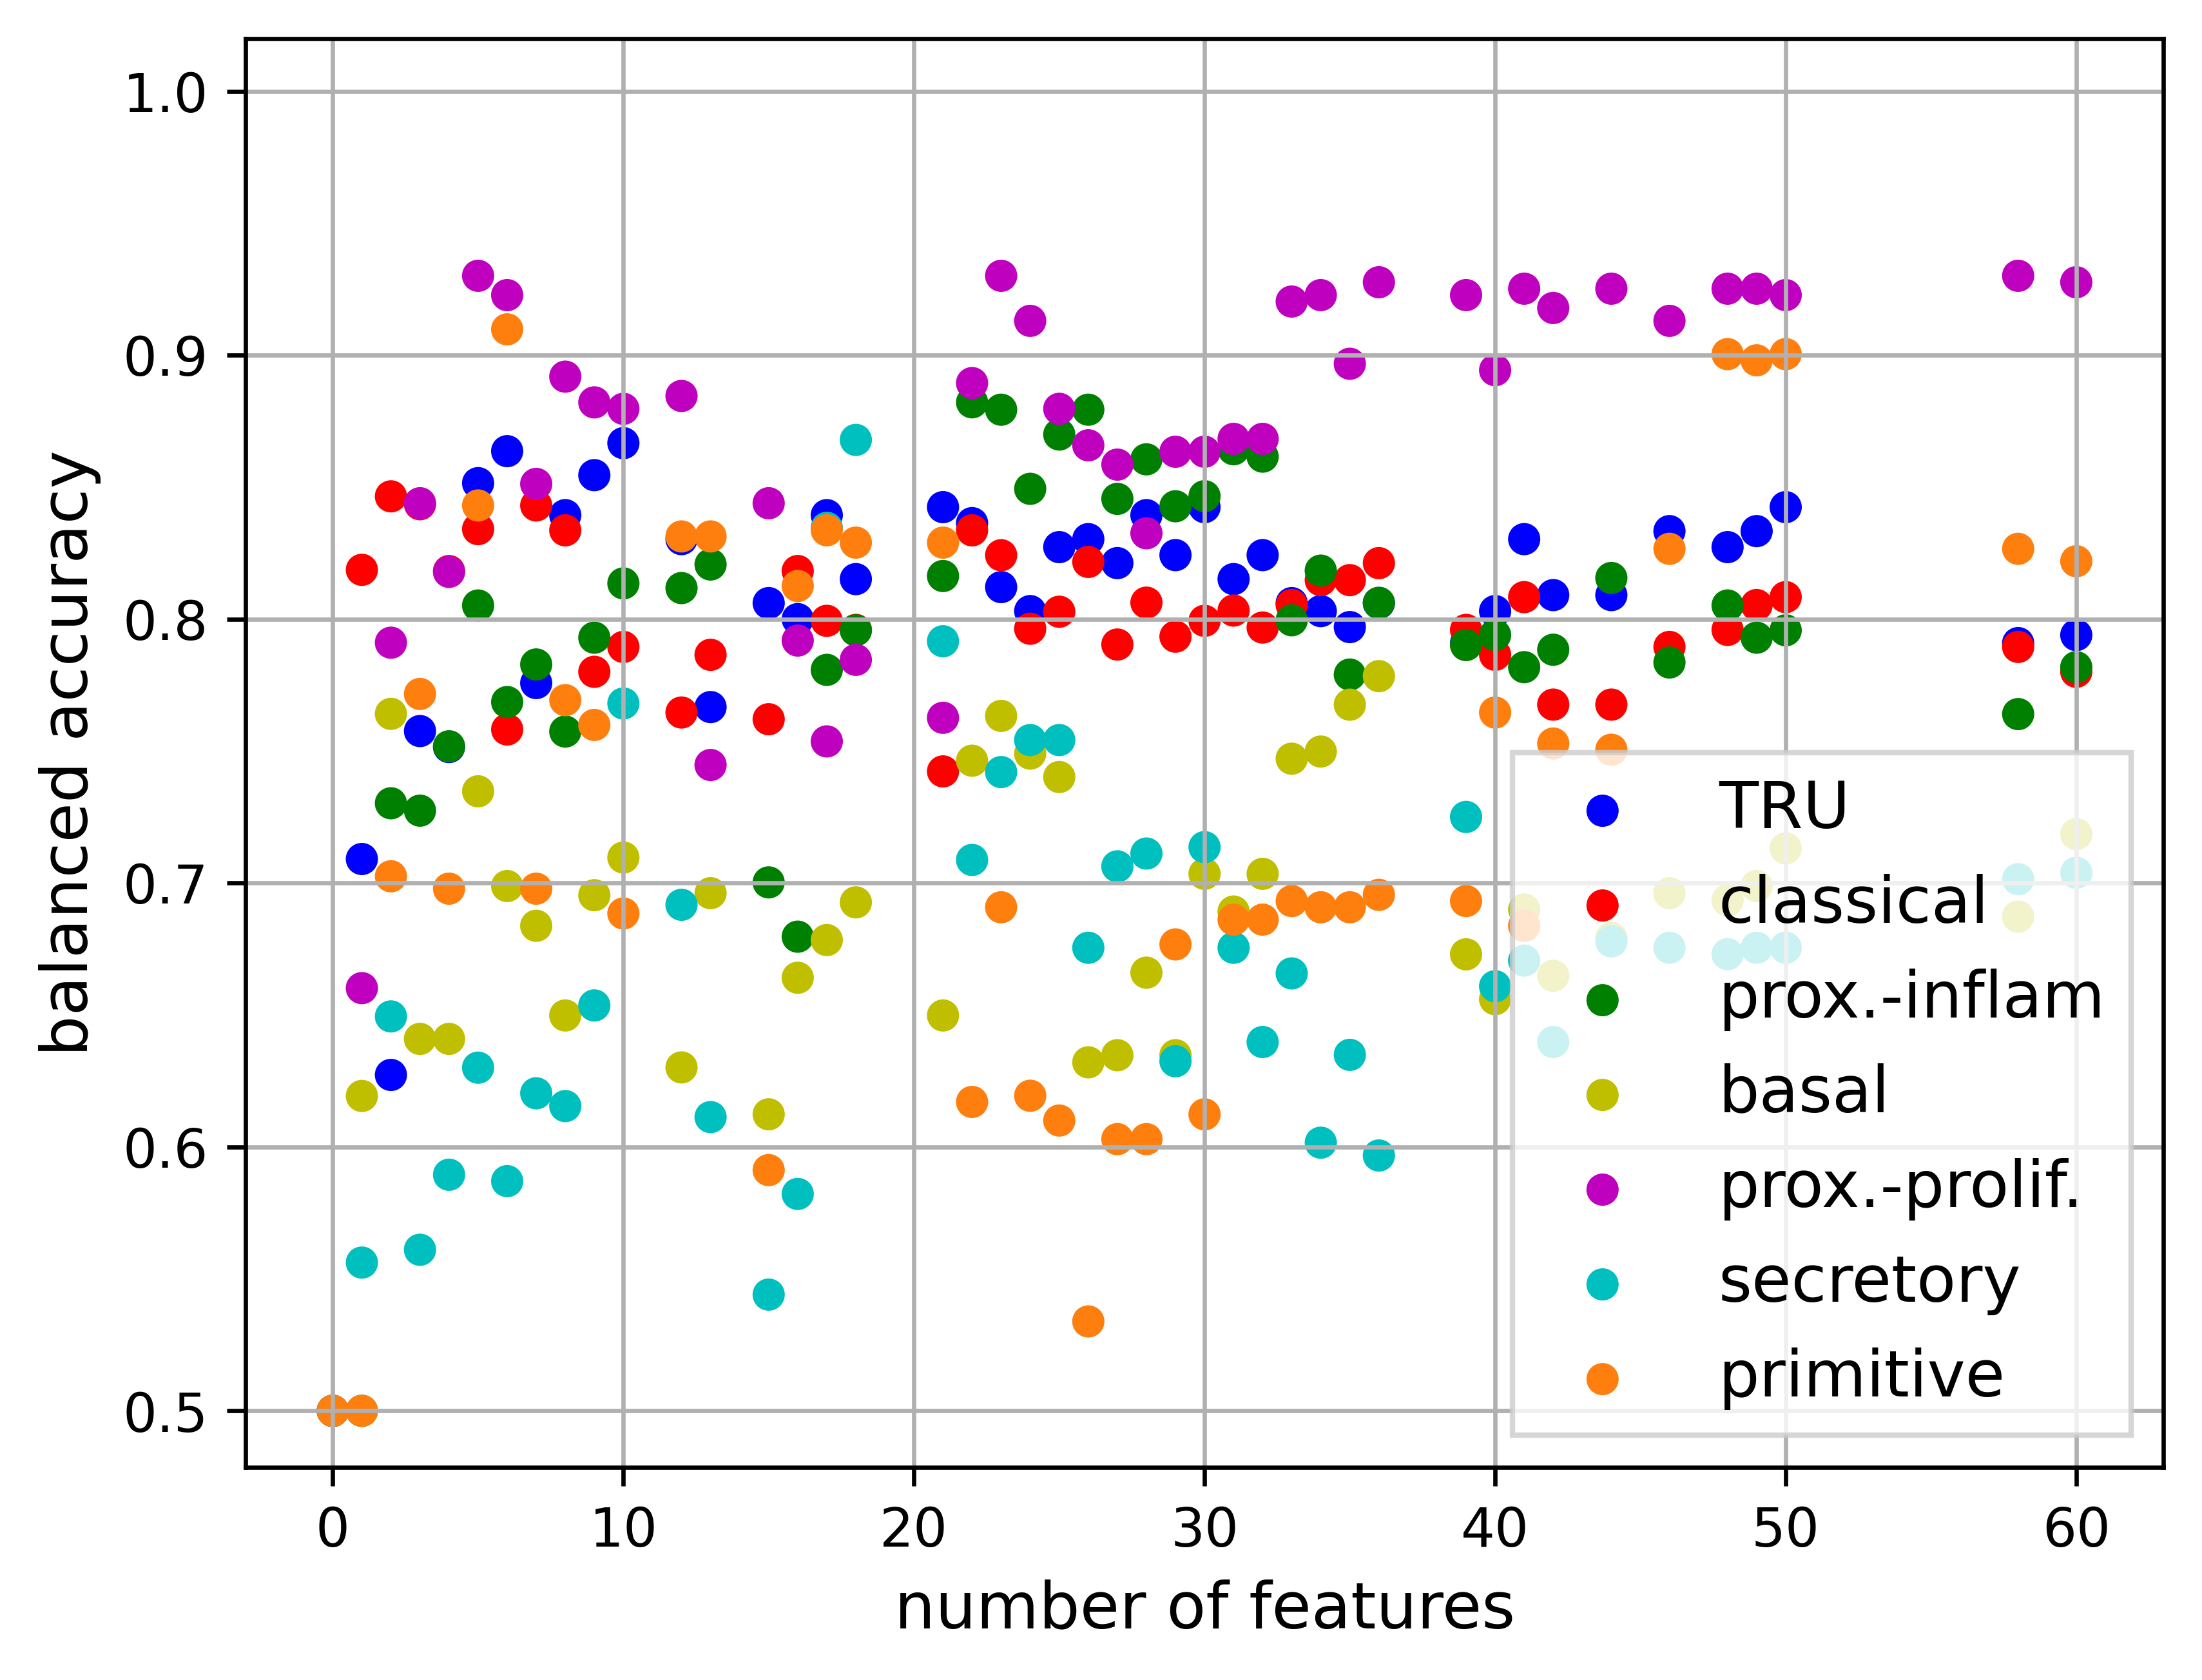 1.0
0.9
0.8
0.7
0.6
0.5
balanced accuracy
TRU
classical
prox.-inflam
basal
prox.-prolif.
secretory
primitive
0 10 20 30 40 50 60
number of features